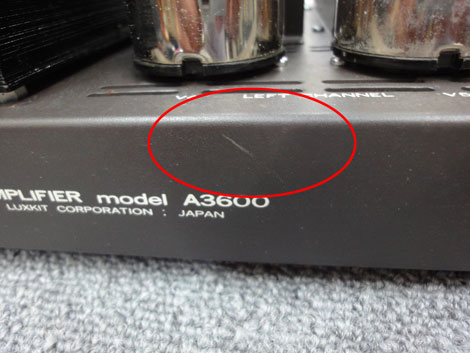 LEFT CHANNEL
MPLIFIER model A3600
LUXKIT CORPORATION : JAPAN